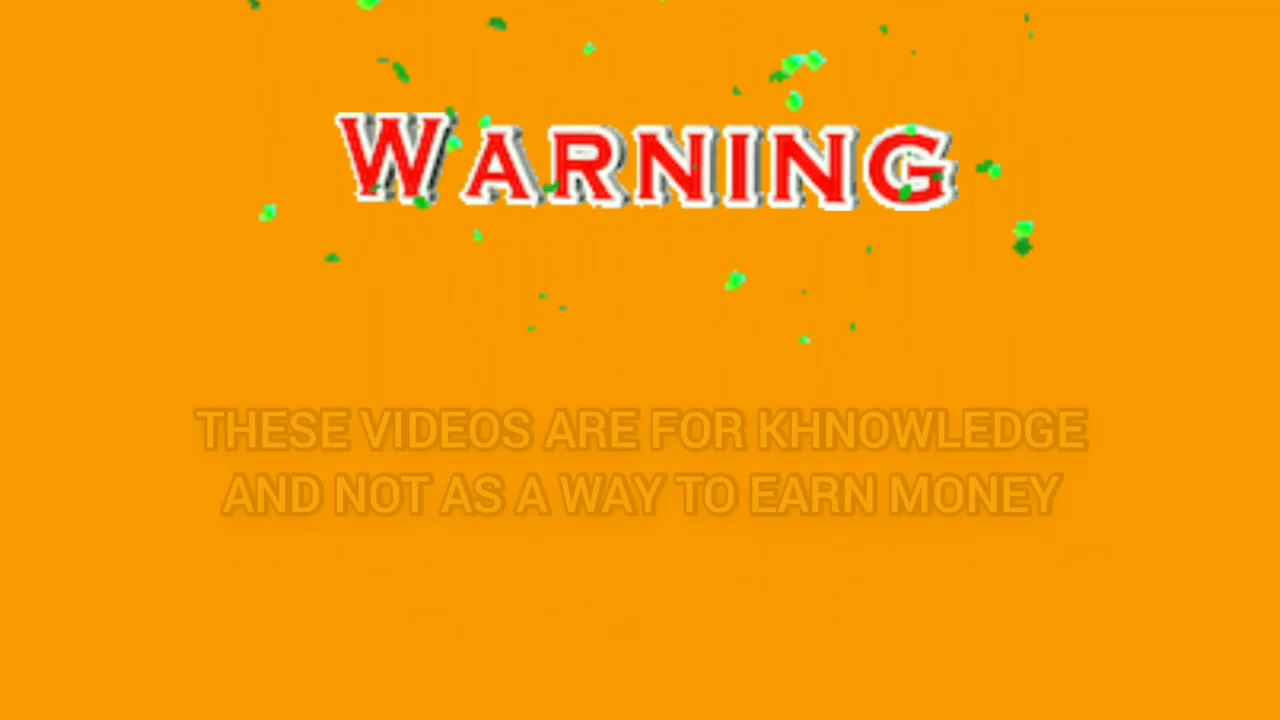 WARNING
THESE VIDEOS ARE FOR KHNOWLEDGE
AND NOT AS A WAY TO EARN MONEY